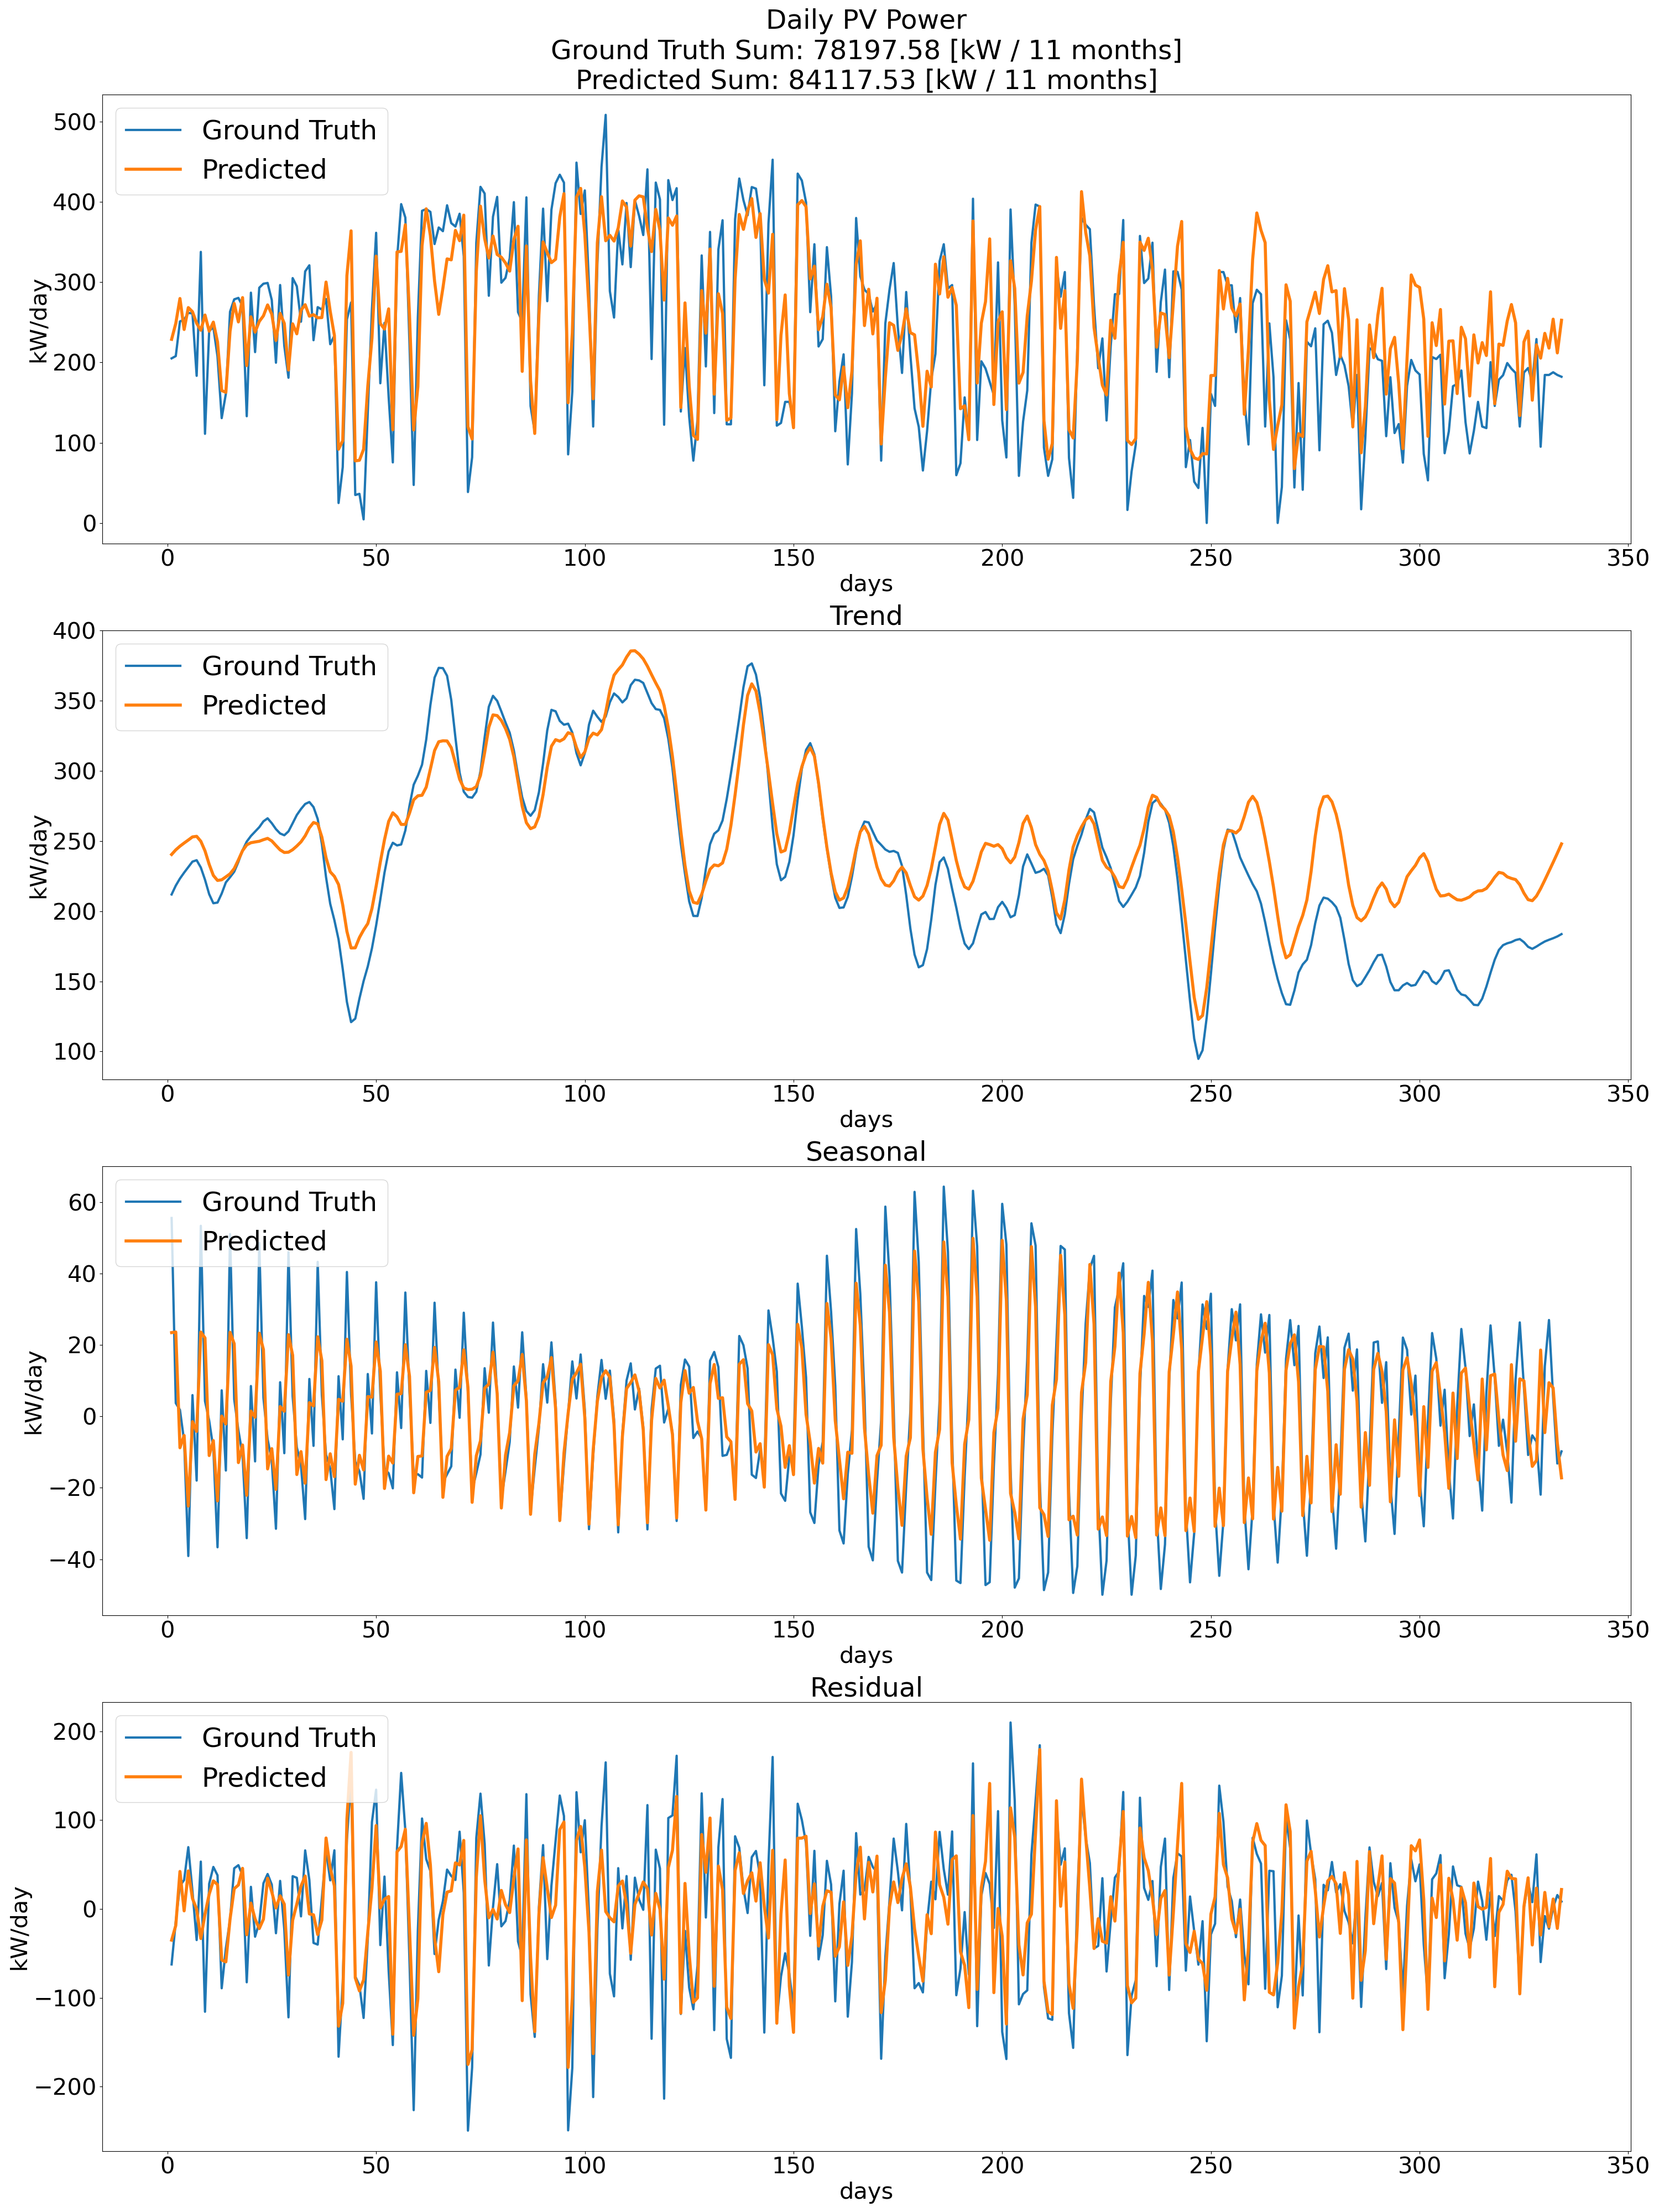 Daily PV Power
Ground Truth Sum: 78197.58 [kW / 11 months]
Predicted Sum: 84117.53 [kW / 11 months]
500
400
300
200
100
0
kW/day
Ground Truth
Predicted
0 50 100 150 200 250 300 350
days
Trend
400
350
300
250
200
150
100
kW/day
Ground Truth
Predicted
0 50 100 150 200 250 300 350
days
Seasonal
60
40
20
0
−20
−40
kW/day
Ground Truth
Predicted
0 50 100 150 200 250 300 350
days
Residual
200
100
0
−100
−200
kW/day
Ground Truth
Predicted
0 50 100 150 200 250 300 350
days